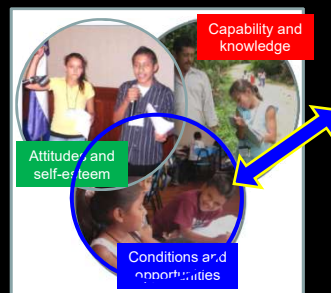 Capability and
knowledge
Attitudes and
self-esteem
Conditions and
opportunities